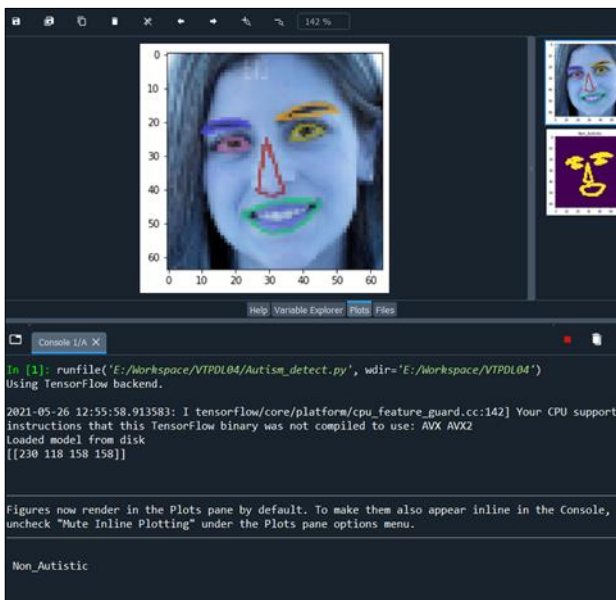 142 %
0
10
20
30
40
50
60
0 10 20 30 40 50 60
Non_Autistic
Help Variable Explorer Plots Files
Console 1/A X
In [1]: runfile('E:/Workspace/VTPDL04/Autism_detect.py', wdir='E:/Workspace/VTPDL04')
Using TensorFlow backend.
2021-05-26 12:55:58.913583: I tensorflow/core/platform/cpu_feature_guard.cc:142] Your CPU support
instructions that this TensorFlow binary was not compiled to use: AVX AVX2
Loaded model from disk
[[230 118 158 158]]
Figures now render in the Plots pane by default. To make them also appear inline in the Console,
uncheck "Mute Inline Plotting" under the Plots pane options menu.
Non_Autistic